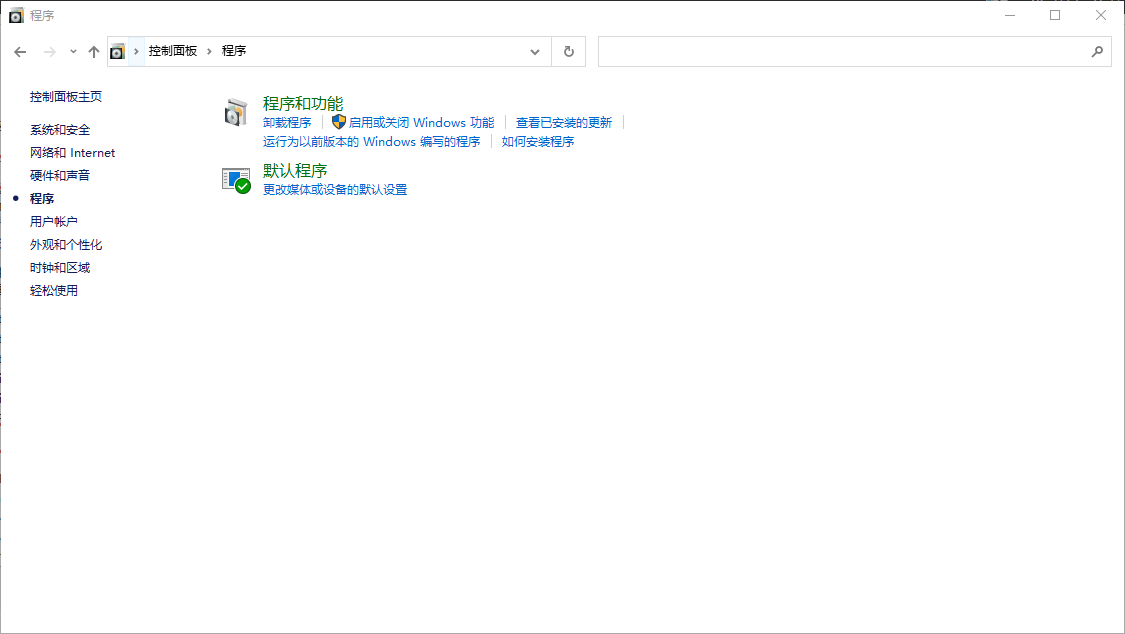 程序
控制面板 程序
控制面板主页
系统和安全
网络和 Internet
硬件和声音
程序
用户帐户
外观和个性化
时钟和区域
轻松使用
程序和功能
卸载程序 启用或关闭 Windows 功能 查看已安装的更新
运行为以前版本的 Windows 编写的程序 如何安装程序
默认程序
更改媒体或设备的默认设置